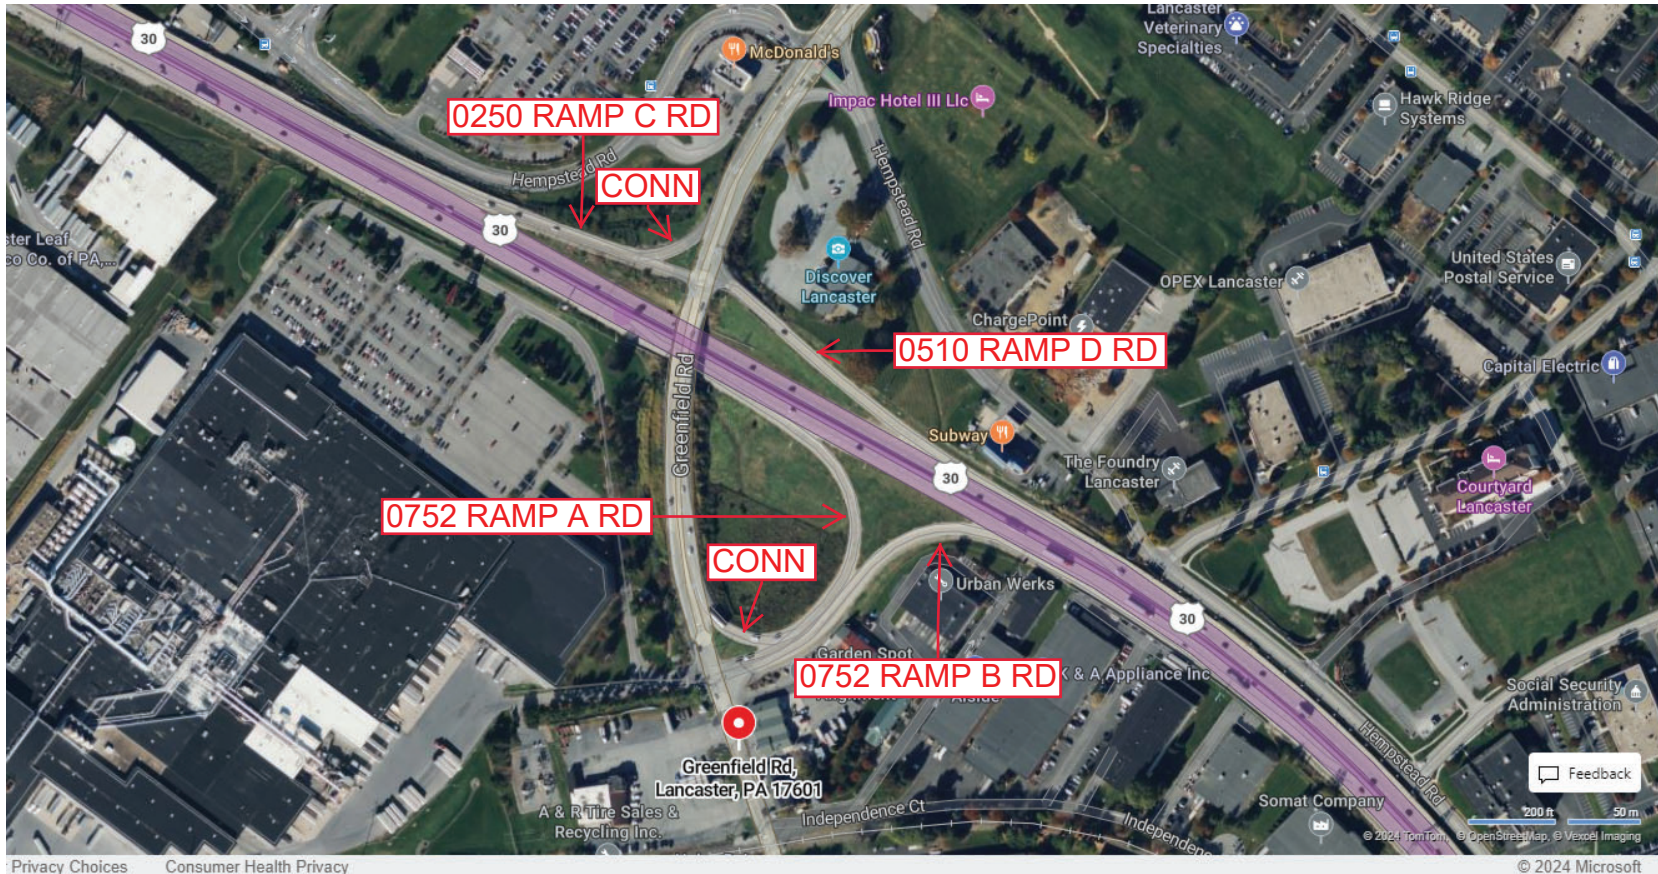 Lancaster
Veterinary
Specialties
30
McDonald's
Impac Hotel III Llc
Hawk Ridge
Systems
0250 RAMP C RD
Hempstead Rd
CONN
Hempstead Rd
30
ster Leaf
co Co. of PA,...
Discover
Lancaster
OPEX Lancaster
United States
Postal Service
ChargePoint
0510 RAMP D RD
Capital Electric
Greenfield Rd
Subway
The Foundry
Lancaster
30
Courtyard
Lancaster
0752 RAMP A RD
CONN
Urban Werks
30
Garden Spot
0752 RAMP B RD
K & A Appliance Inc
Social Security
Administration
Greenfield Rd,
Lancaster, PA 17601
Hempstead Rd
Feedback
A & R Tire Sales &
Recycling Inc.
Independence Ct
Independence
Somat Company
200 ft
50 m
© 2024 TomTom, © OpenStreetMap, © Vexcel Imaging
Privacy Choices
Consumer Health Privacy
© 2024 Microsoft